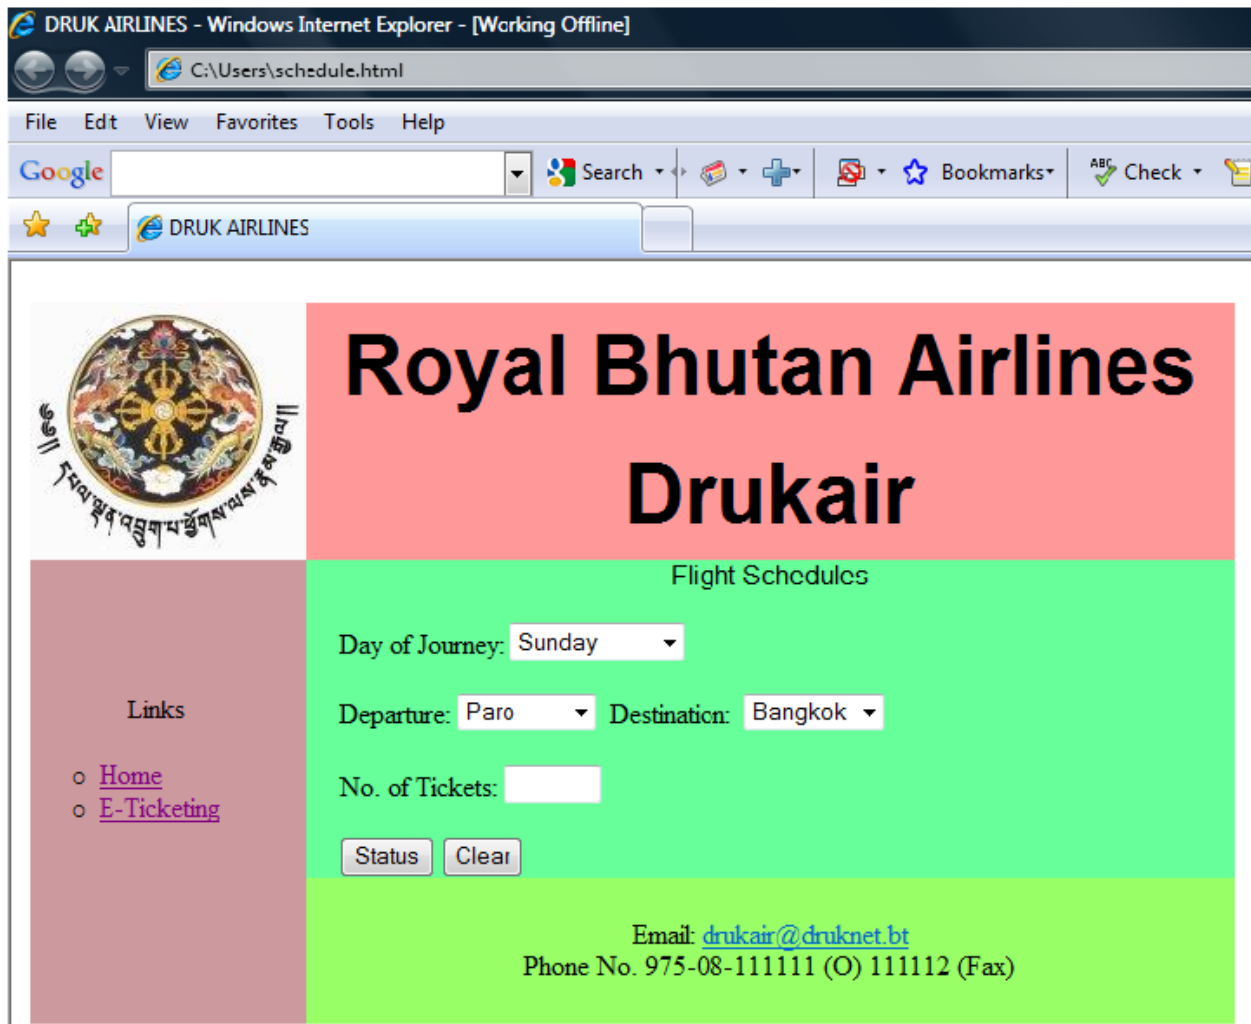 DRUK AIRLINES - Windows Internet Explorer - [Working Offline]
C:\Users\schedule.html
File Edit View Favorites Tools Help
Google Search Bookmarks ABC Check
DRUK AIRLINES
Royal Bhutan Airlines
Drukair
Flight Schedules
Day of Journey: Sunday
Links
Departure: Paro Destination: Bangkok
Home
No. of Tickets:
E-Ticketing
Status Clear
Email: drukair@druknet.bt
Phone No. 975-08-111111 (O) 111112 (Fax)